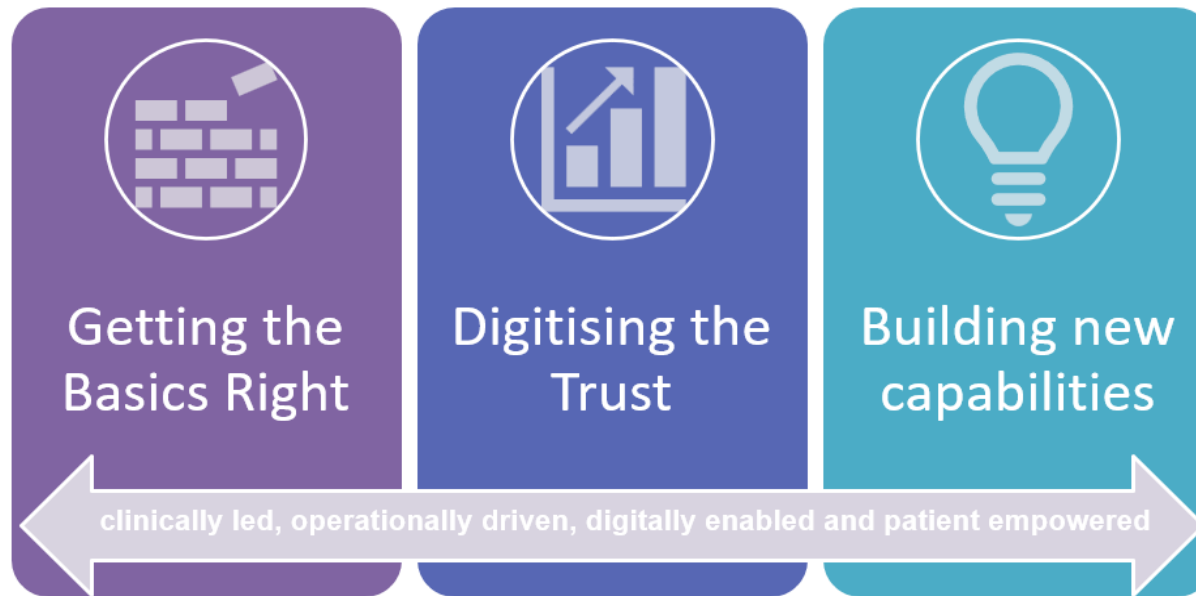 Getting the
Basics Right
Digitising the
Trust
Building new
capabilities
clinically led, operationally driven, digitally enabled and patient empowered